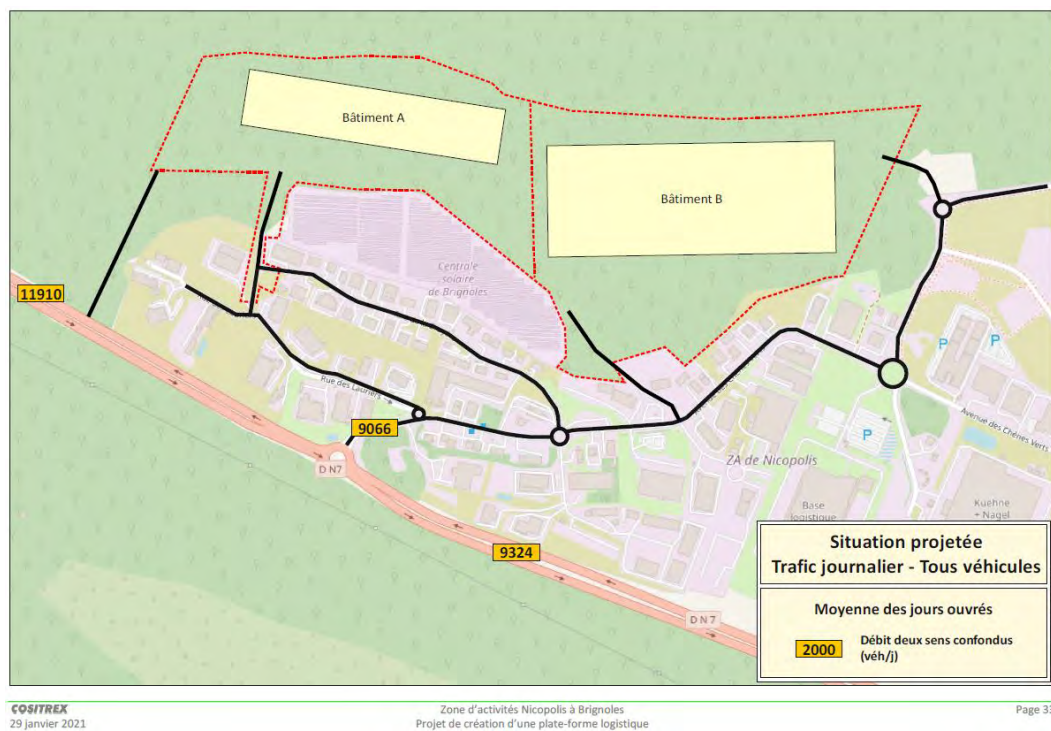 Bâtiment A
Bâtiment B
Centrale
solaire
de Brignoles
11910
Rue des Lauriers
9066
D N7
ZA de Nicopolis
P
P
P
Avenue des Chênes Verts
Base
logistique
Kuehne
+ Nagel
9324
D N 7
Situation projetée
Trafic journalier - Tous véhicules
Moyenne des jours ouvrés
2000
Débit deux sens confondus
(véh/j)
COSITREX
29 janvier 2021
Zone d'activités Nicopolis à Brignoles
Projet de création d'une plate-forme logistique
Page 33